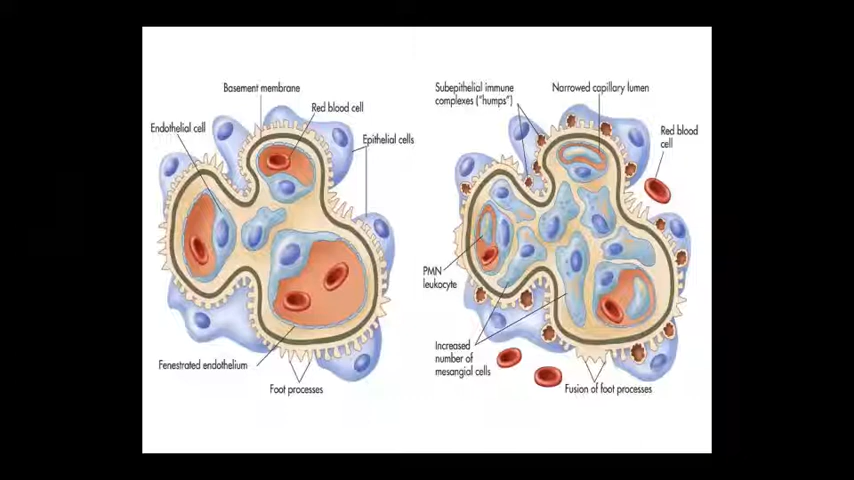 Basement membrane
Red blood cell
Endothelial cell
Epithelial cells
Fenestrated endothelium
Foot processes
Subepithelial immune
complexes ("humps")
Narrowed capillary lumen
Red blood
cell
PMN
leukocyte
Increased
number of
mesangial cells
Fusion of foot processes